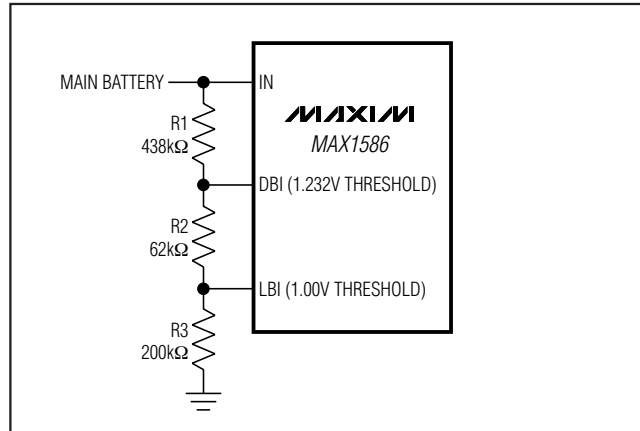 MAIN BATTERY
IN
MAXIM
MAX1586
R1
438kΩ
DBI (1.232V THRESHOLD)
R2
62kΩ
LBI (1.00V THRESHOLD)
R3
200kΩ